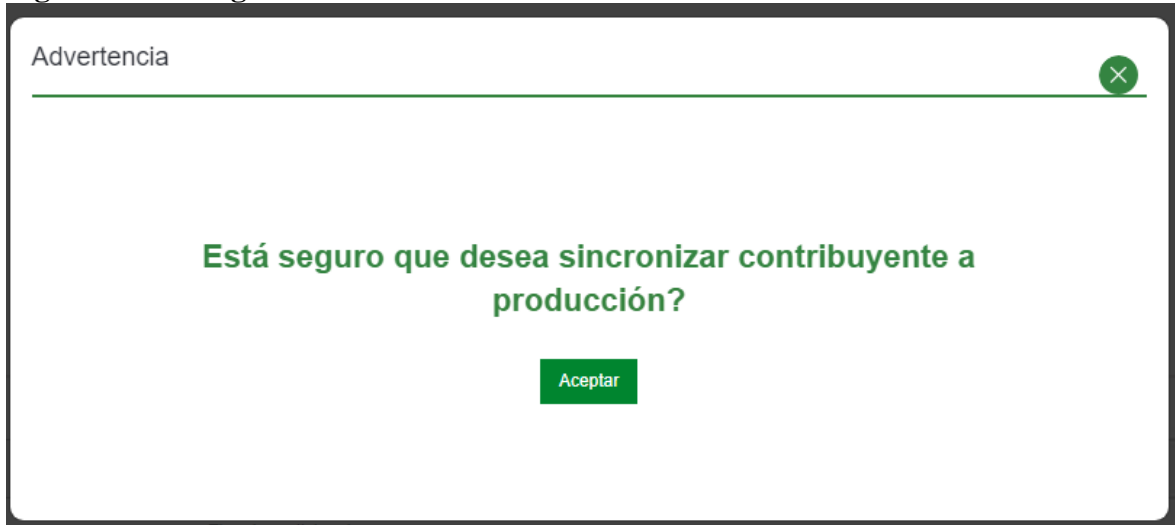 Advertencia
Está seguro que desea sincronizar contribuyente a
producción?
Aceptar